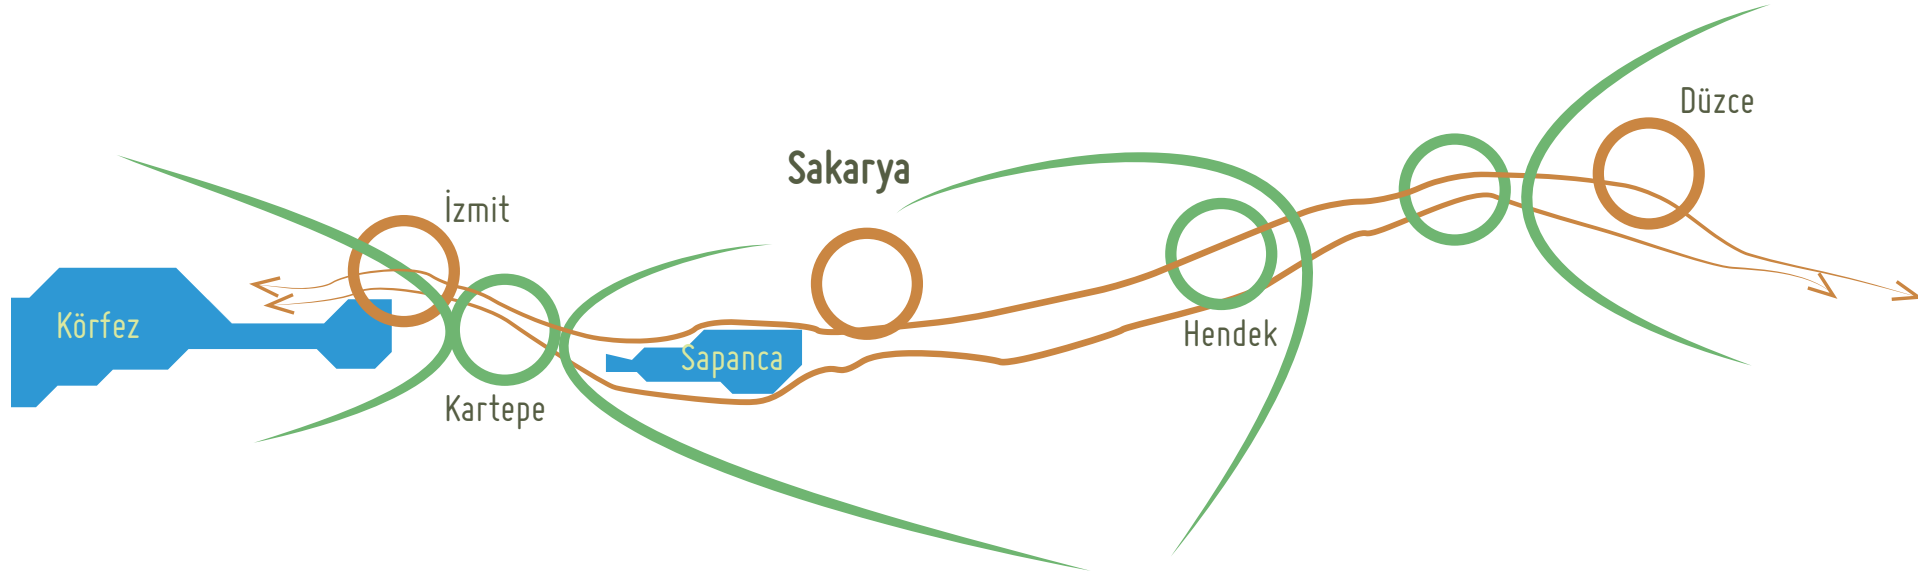 Düzce
Sakarya
İzmit
Körfez
Hendek
Sapanca
Kartepe